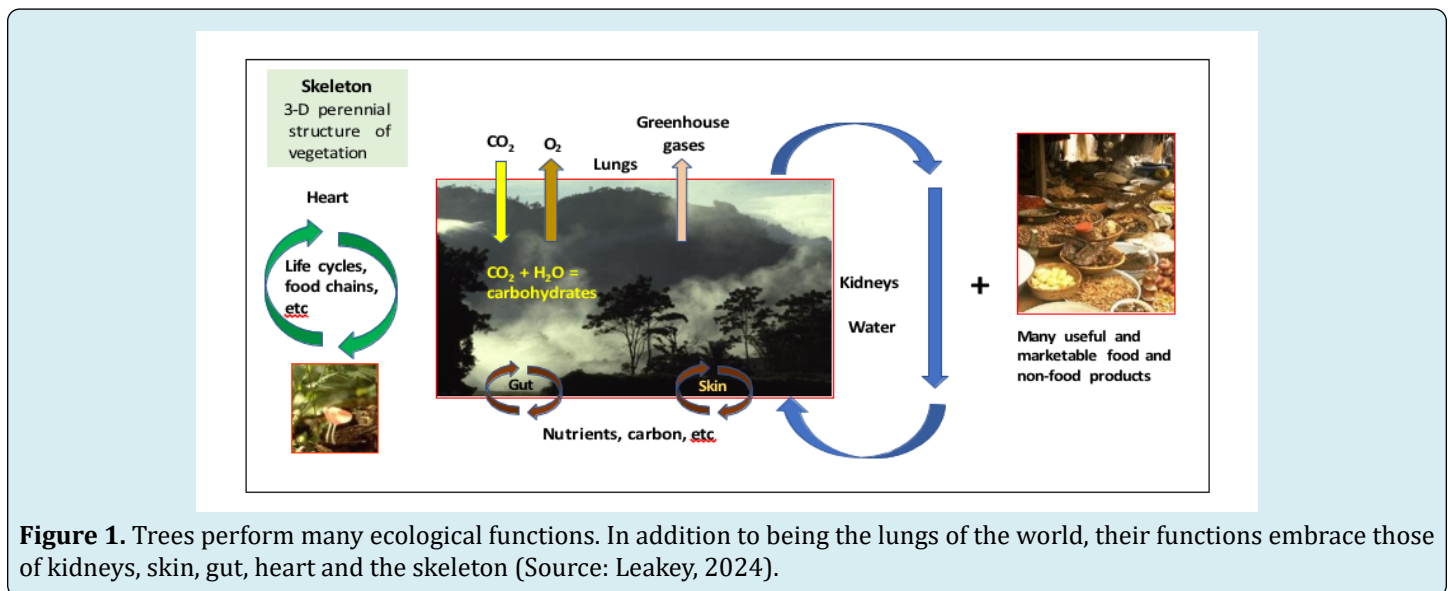 Skeleton
3-D perennial
structure of
vegetation
Heart
Life cycles,
food chains,
etc
CO₂
O₂
Lungs
Greenhouse
gases
CO₂ + H₂O =
carbohydrates
Gut
Skin
Nutrients, carbon, etc
Kidneys
Water
+
Many useful and
marketable food and
non-food products
Figure 1. Trees perform many ecological functions. In addition to being the lungs of the world, their functions embrace those
of kidneys, skin, gut, heart and the skeleton (Source: Leakey, 2024).